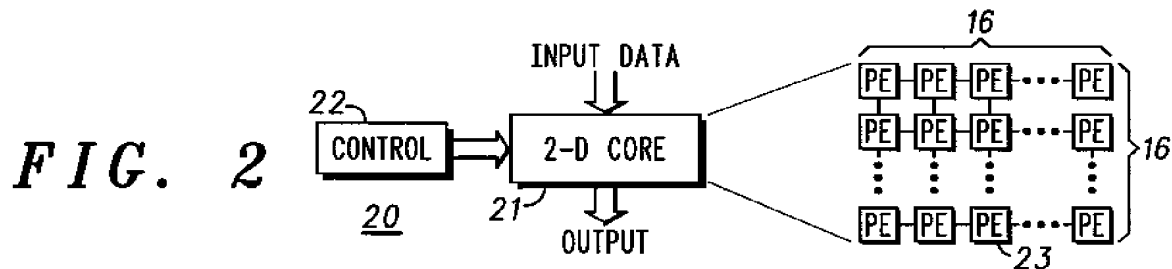 FIG. 2
20
22
CONTROL
INPUT DATA
2-D CORE
21
OUTPUT
16
PE PE PE PE
PE PE PE PE
16
PE PE PE PE
23